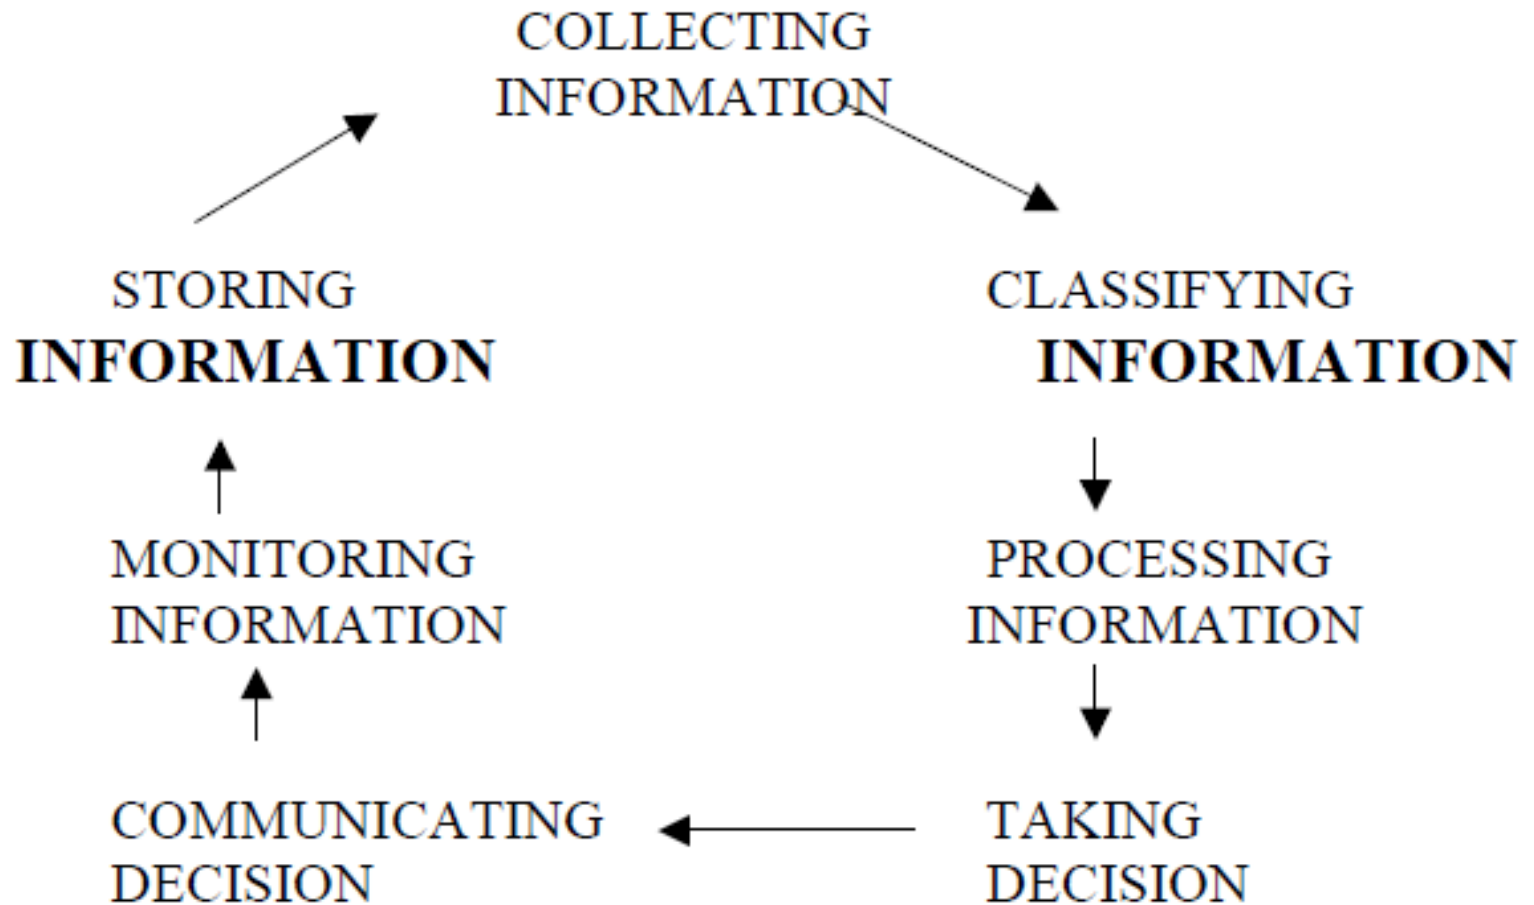 COLLECTING
INFORMATION
STORING
INFORMATION
CLASSIFYING
INFORMATION
MONITORING
INFORMATION
PROCESSING
INFORMATION
COMMUNICATING
DECISION
TAKING
DECISION